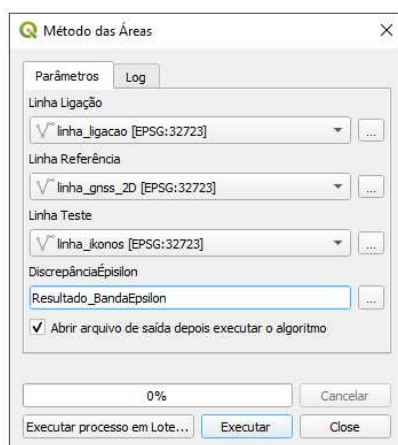 Método das Áreas
Parâmetros Log
Linha Ligação
linha_ligacao [EPSG:32723] ...
Linha Referência
linha_gnss_2D [EPSG:32723] ...
Linha Teste
linha_ikonos [EPSG:32723] ...
DiscrepânciaÉpisilon
Resultado_BandaEpsilon ...
Abrir arquivo de saída depois executar o algoritmo
0% Cancelar
Executar processo em Lote... Executar Close